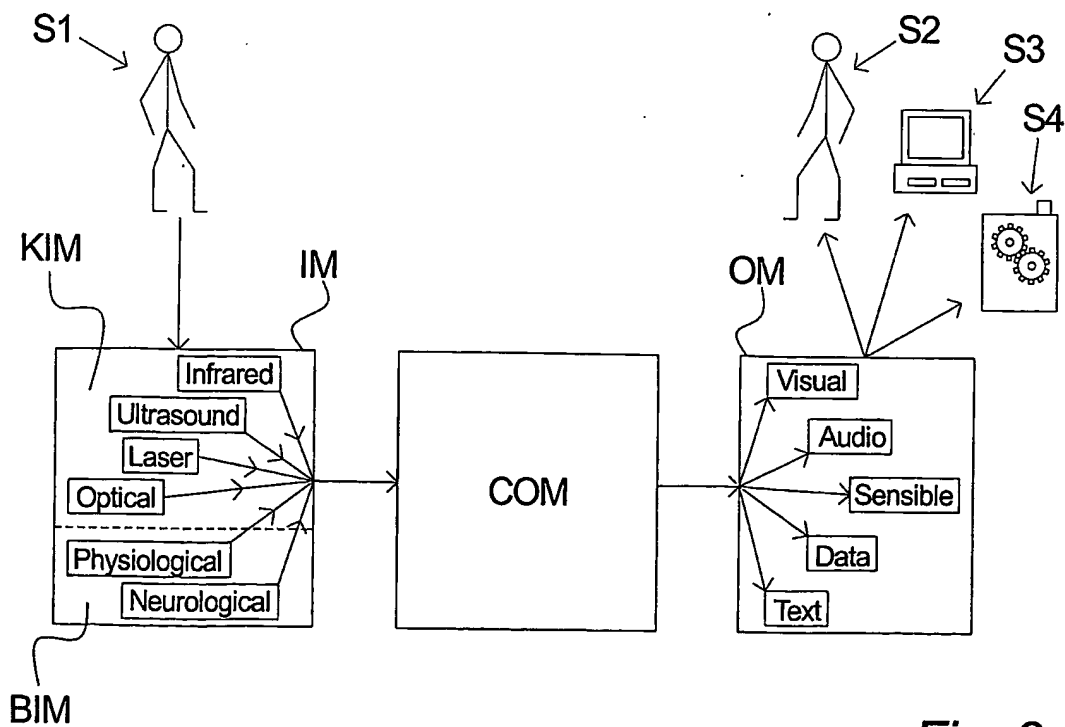 S1
S2
S3
S4
KIM
IM
OM
Infrared
Ultrasound
Laser
Optical
Physiological
Neurological
BIM
COM
Visual
Audio
Sensible
Data
Text